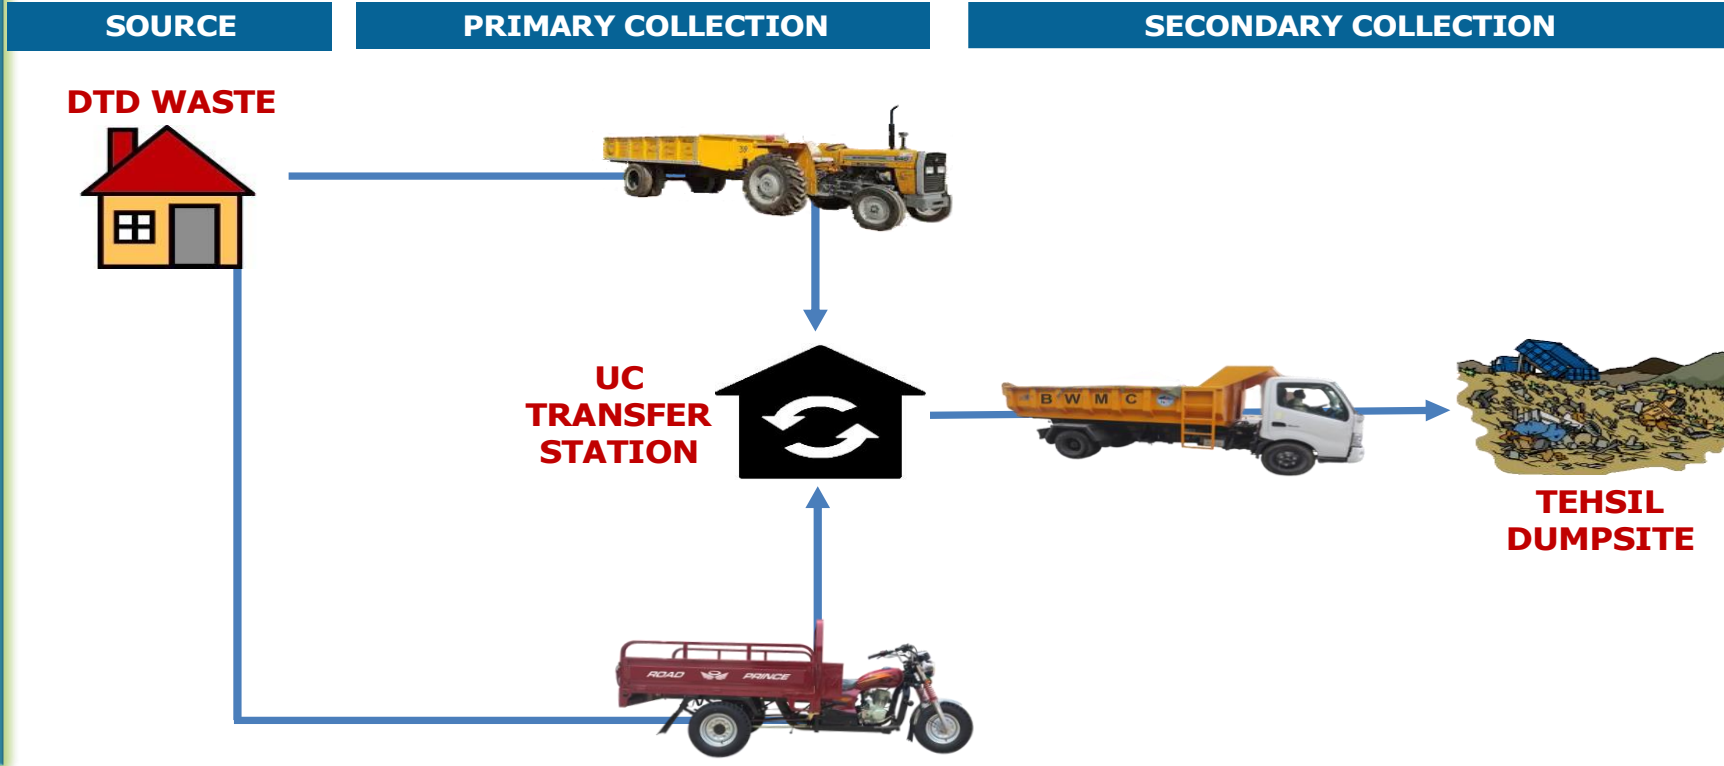 SOURCE
PRIMARY COLLECTION
SECONDARY COLLECTION
DTD WASTE
UC
TRANSFER
STATION
B W M C
TEHSIL
DUMPSITE
ROAD PRINCE